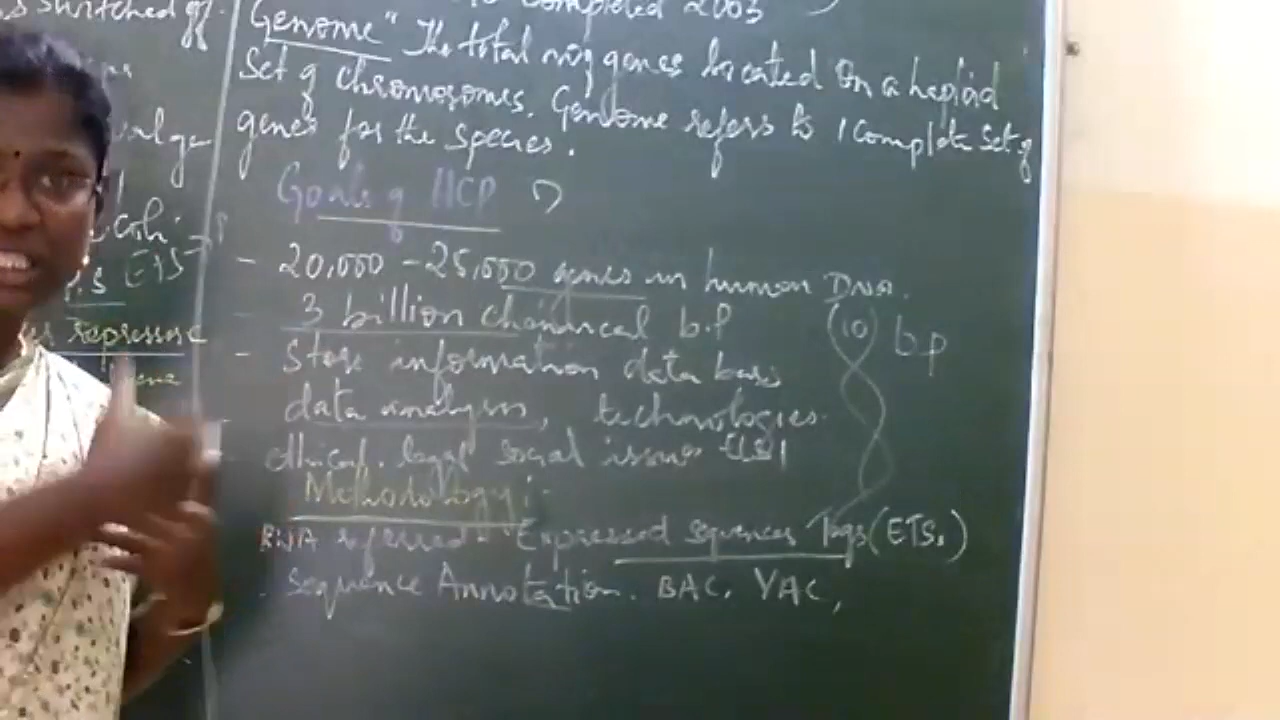 s switched off
Completed 2003
Genome" The total no of genes located on a haploid
Set of chromosomes. Genome refers to 1 Complete Set of
genes for the species.
Goals of HGP
- 20,000 - 25,000 genes in human DNA.
- 3 billion chemical b.p
(10) b.p
- Store information data bases
data analysis, technologies.
ethical, legal social issues ELSI
Methodology:-
RNA referred Expressed sequences Tags (ETSs)
. Sequence Annotation. BAC, YAC,
Coli
ETS
repressor
gene